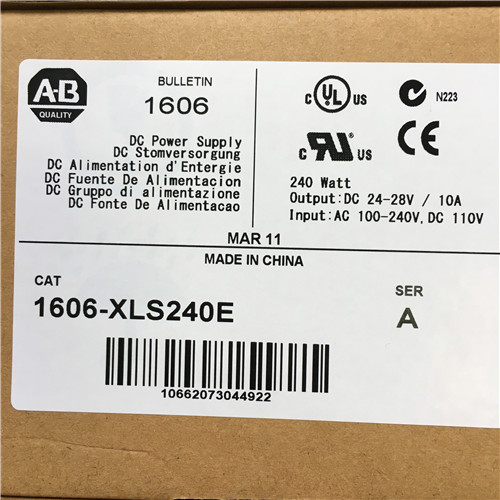 A-B
QUALITY
BULLETIN
1606
DC Power Supply
DC Stomversorgung
DC Alimentation d'Entergie
DC Fuente De Alimentacion
DC Gruppo di alimentazione
DC Fonte De Alimentacao
C UL US
N223
C RU US
CE
240 Watt
Output:DC 24-28V / 10A
Input:AC 100-240V, DC 110V
MAR 11
MADE IN CHINA
CAT
1606-XLS240E
SER
A
10662073044922